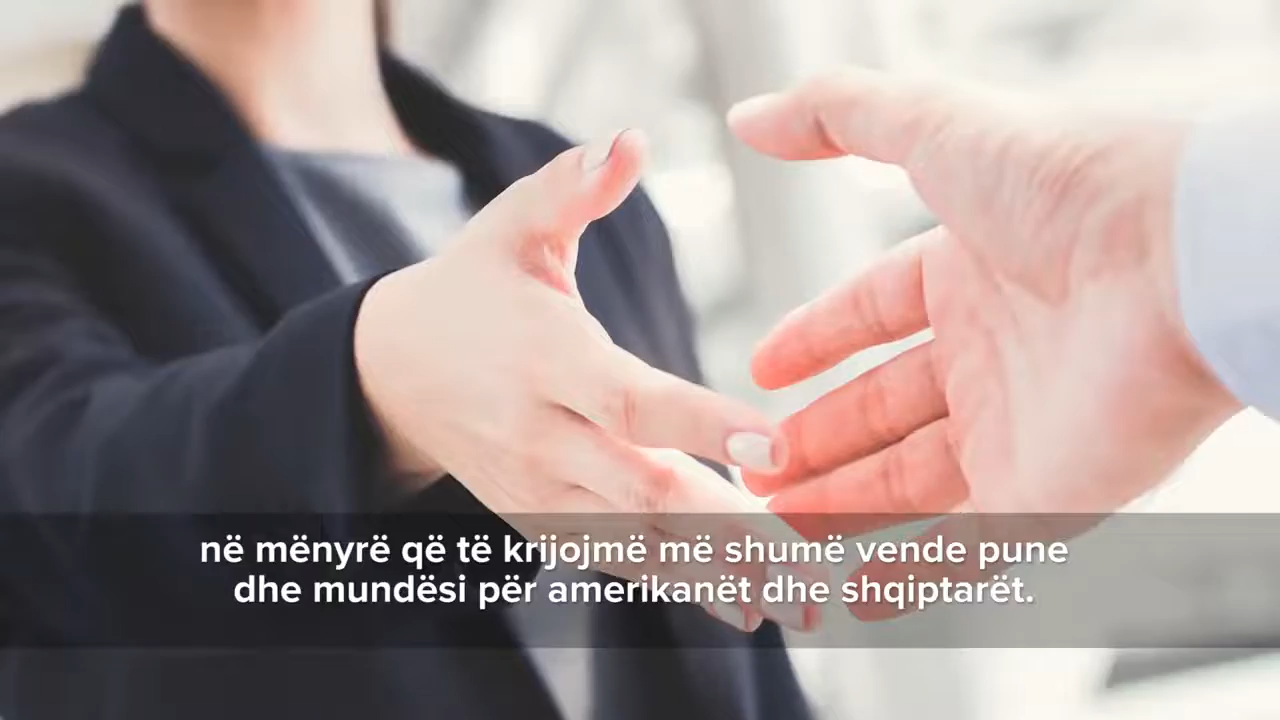 në mënyrë që të krijojmë më shumë vende pune
dhe mundësi për amerikanët dhe shqiptarët.